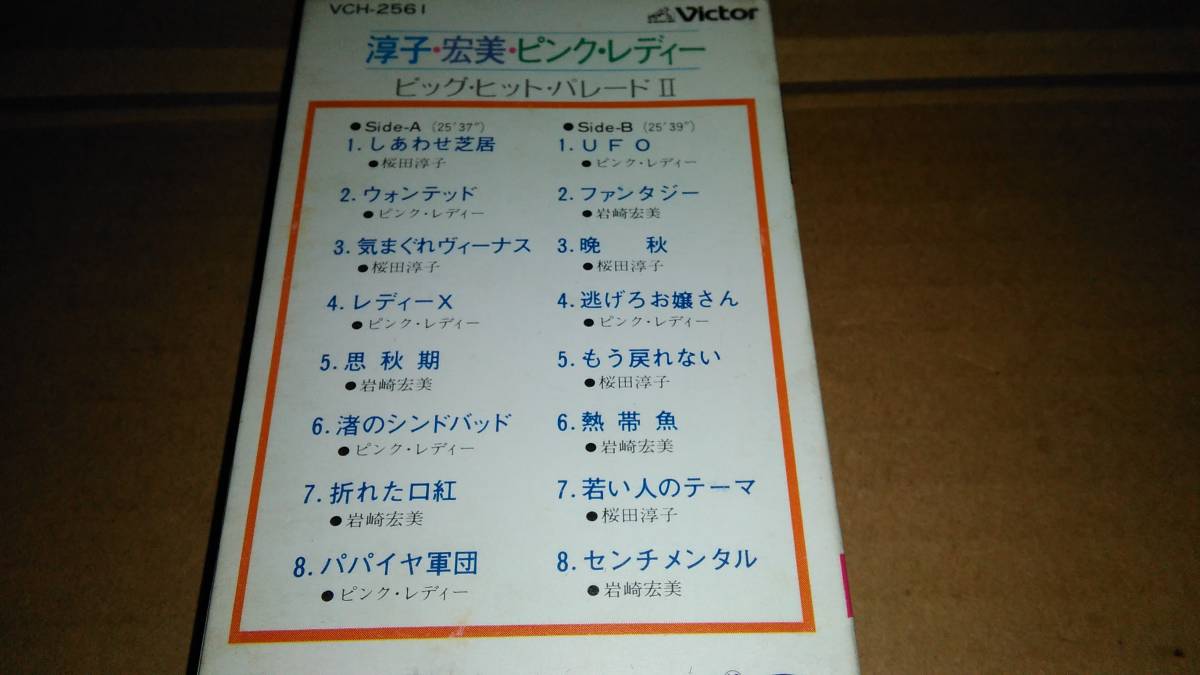 VCH-2561
Victor
淳子・宏美・ピンク・レディー
ビッグ・ヒット・パレードⅡ
●Side-A (25'37")
1.しあわせ芝居
●桜田淳子
2.ウォンテッド
●ピンク・レディー
3.気まぐれヴィーナス
●桜田淳子
4.レディーX
●ピンク・レディー
5.思秋期
●岩崎宏美
6.渚のシンドバッド
●ピンク・レディー
7.折れた口紅
●岩崎宏美
8.パパイヤ軍団
●ピンク・レディー
●Side-B (25'39")
1.UFO
●ピンク・レディー
2.ファンタジー
●岩崎宏美
3.晩 秋
●桜田淳子
4.逃げろお嬢さん
●ピンク・レディー
5.もう戻れない
●桜田淳子
6.熱帯魚
●岩崎宏美
7.若い人のテーマ
●桜田淳子
8.センチメンタル
●岩崎宏美